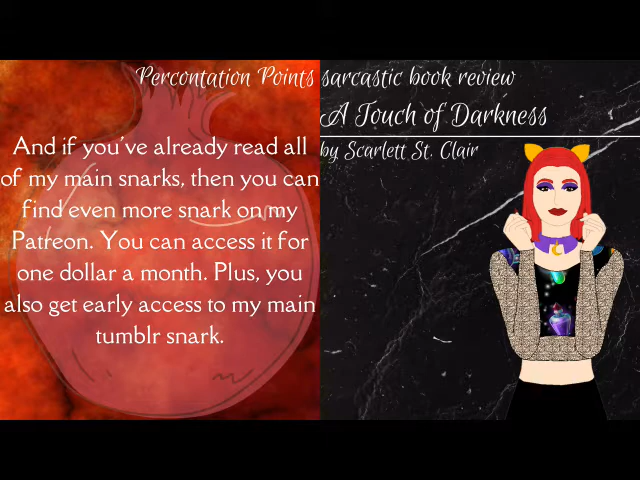 Percontation Points sarcastic book review
A Touch of Darkness
by Scarlett St. Clair
And if you've already read all
of my main snarks, then you can
find even more snark on my
Patreon. You can access it for
one dollar a month. Plus, you
also get early access to my main
tumblr snark.